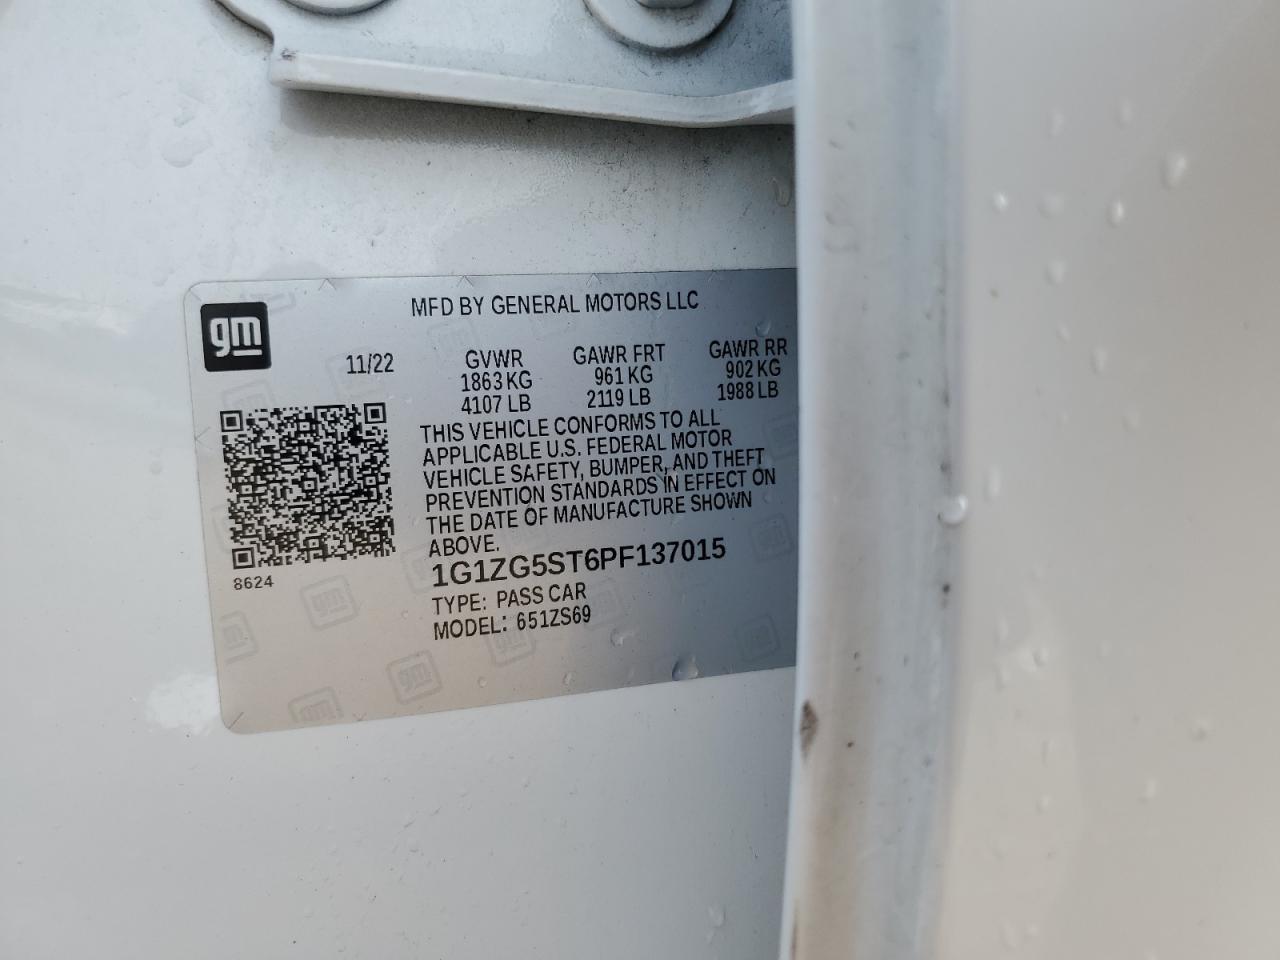 gm
MFD BY GENERAL MOTORS LLC
11/22
GVWR GAWR FRT GAWR RR
1863 KG 961 KG 902 KG
4107 LB 2119 LB 1988 LB
THIS VEHICLE CONFORMS TO ALL
APPLICABLE U.S. FEDERAL MOTOR
VEHICLE SAFETY, BUMPER, AND THEFT
PREVENTION STANDARDS IN EFFECT ON
THE DATE OF MANUFACTURE SHOWN
ABOVE.
8624
1G1ZG5ST6PF137015
TYPE: PASS CAR
MODEL: 651ZS69